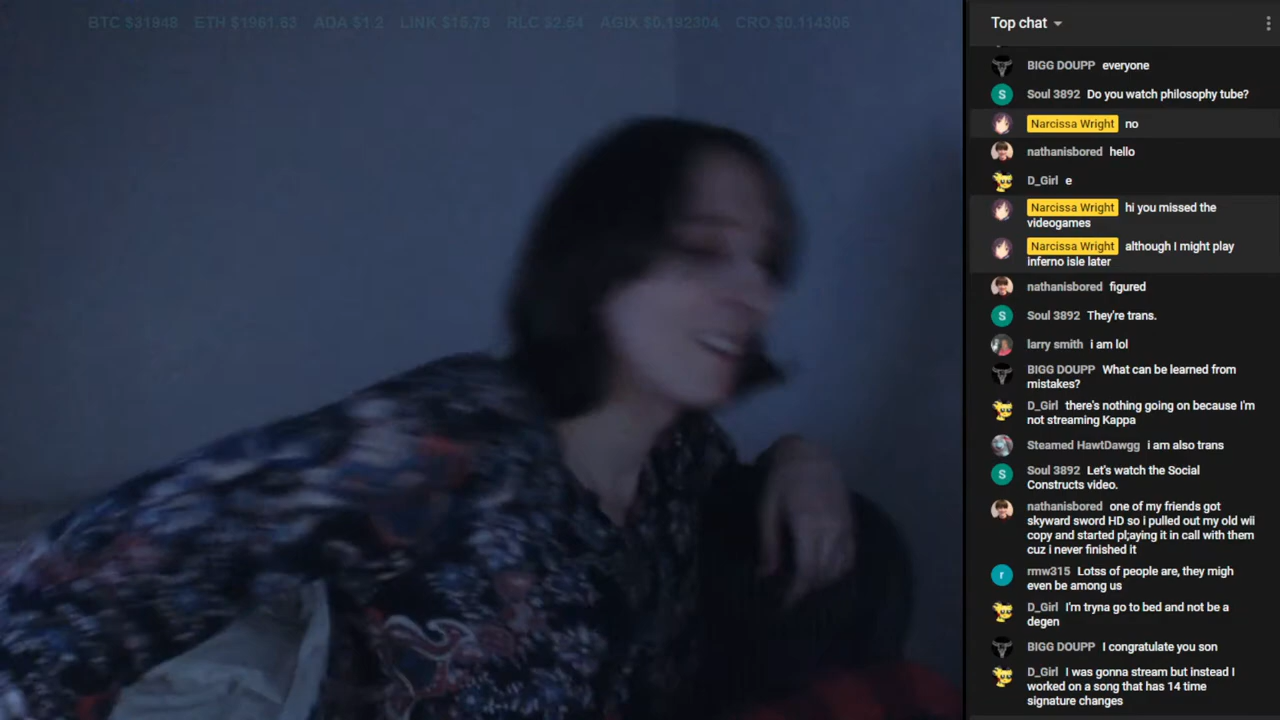 BTC $31948 ETH $1961.63 ADA $1.2 LINK $15.79 RLC $2.64 AGIX $0.192304 CRO $0.114306
Top chat
BIGG DOUPP everyone
S Soul 3892 Do you watch philosophy tube?
Narcissa Wright no
nathanisbored hello
D_Girl e
Narcissa Wright hi you missed the
videogames
Narcissa Wright although I might play
inferno isle later
nathanisbored figured
S Soul 3892 They're trans.
larry smith i am lol
BIGG DOUPP What can be learned from
mistakes?
D_Girl there's nothing going on because I'm
not streaming Kappa
Steamed HawtDawgg i am also trans
S Soul 3892 Let's watch the Social
Constructs video.
nathanisbored one of my friends got
skyward sword HD so i pulled out my old wii
copy and started pl;aying it in call with them
cuz i never finished it
r rmw315 Lotss of people are, they migh
even be among us
D_Girl I'm tryna go to bed and not be a
degen
BIGG DOUPP I congratulate you son
D_Girl I was gonna stream but instead I
worked on a song that has 14 time
signature changes